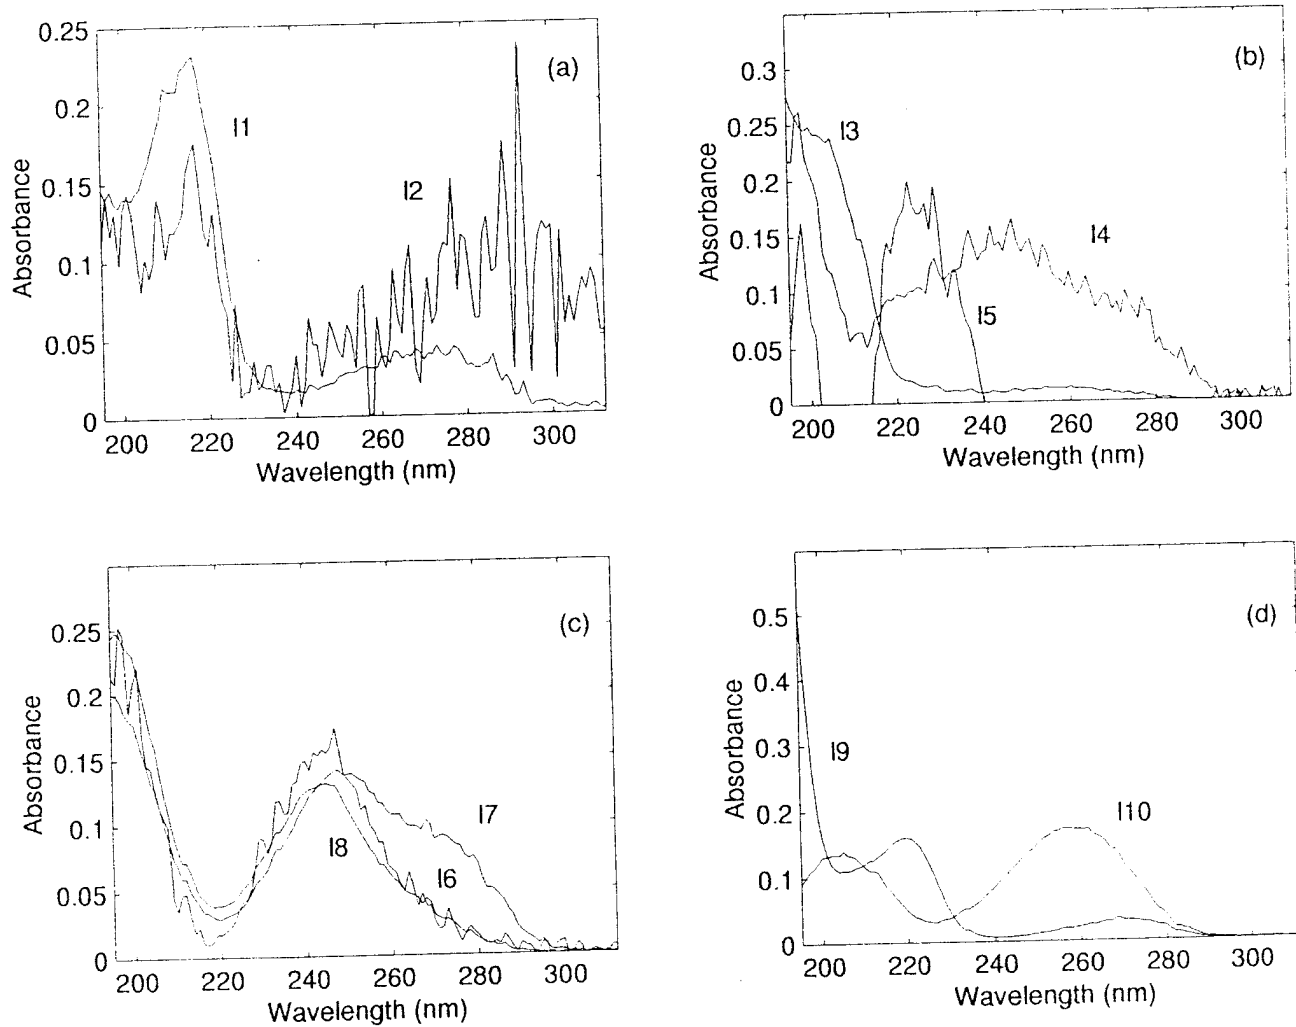 (a)
Absorbance
0.25
0.2
0.15
0.1
0.05
0
I1
I2
200 220 240 260 280 300
Wavelength (nm)
(b)
Absorbance
0.3
0.25
0.2
0.15
0.1
0.05
0
I3
I4
I5
200 220 240 260 280 300
Wavelength (nm)
(c)
Absorbance
0.25
0.2
0.15
0.1
0.05
0
I7
I8
I6
200 220 240 260 280 300
Wavelength (nm)
(d)
Absorbance
0.5
0.4
0.3
0.2
0.1
0
I9
I10
200 220 240 260 280 300
Wavelength (nm)